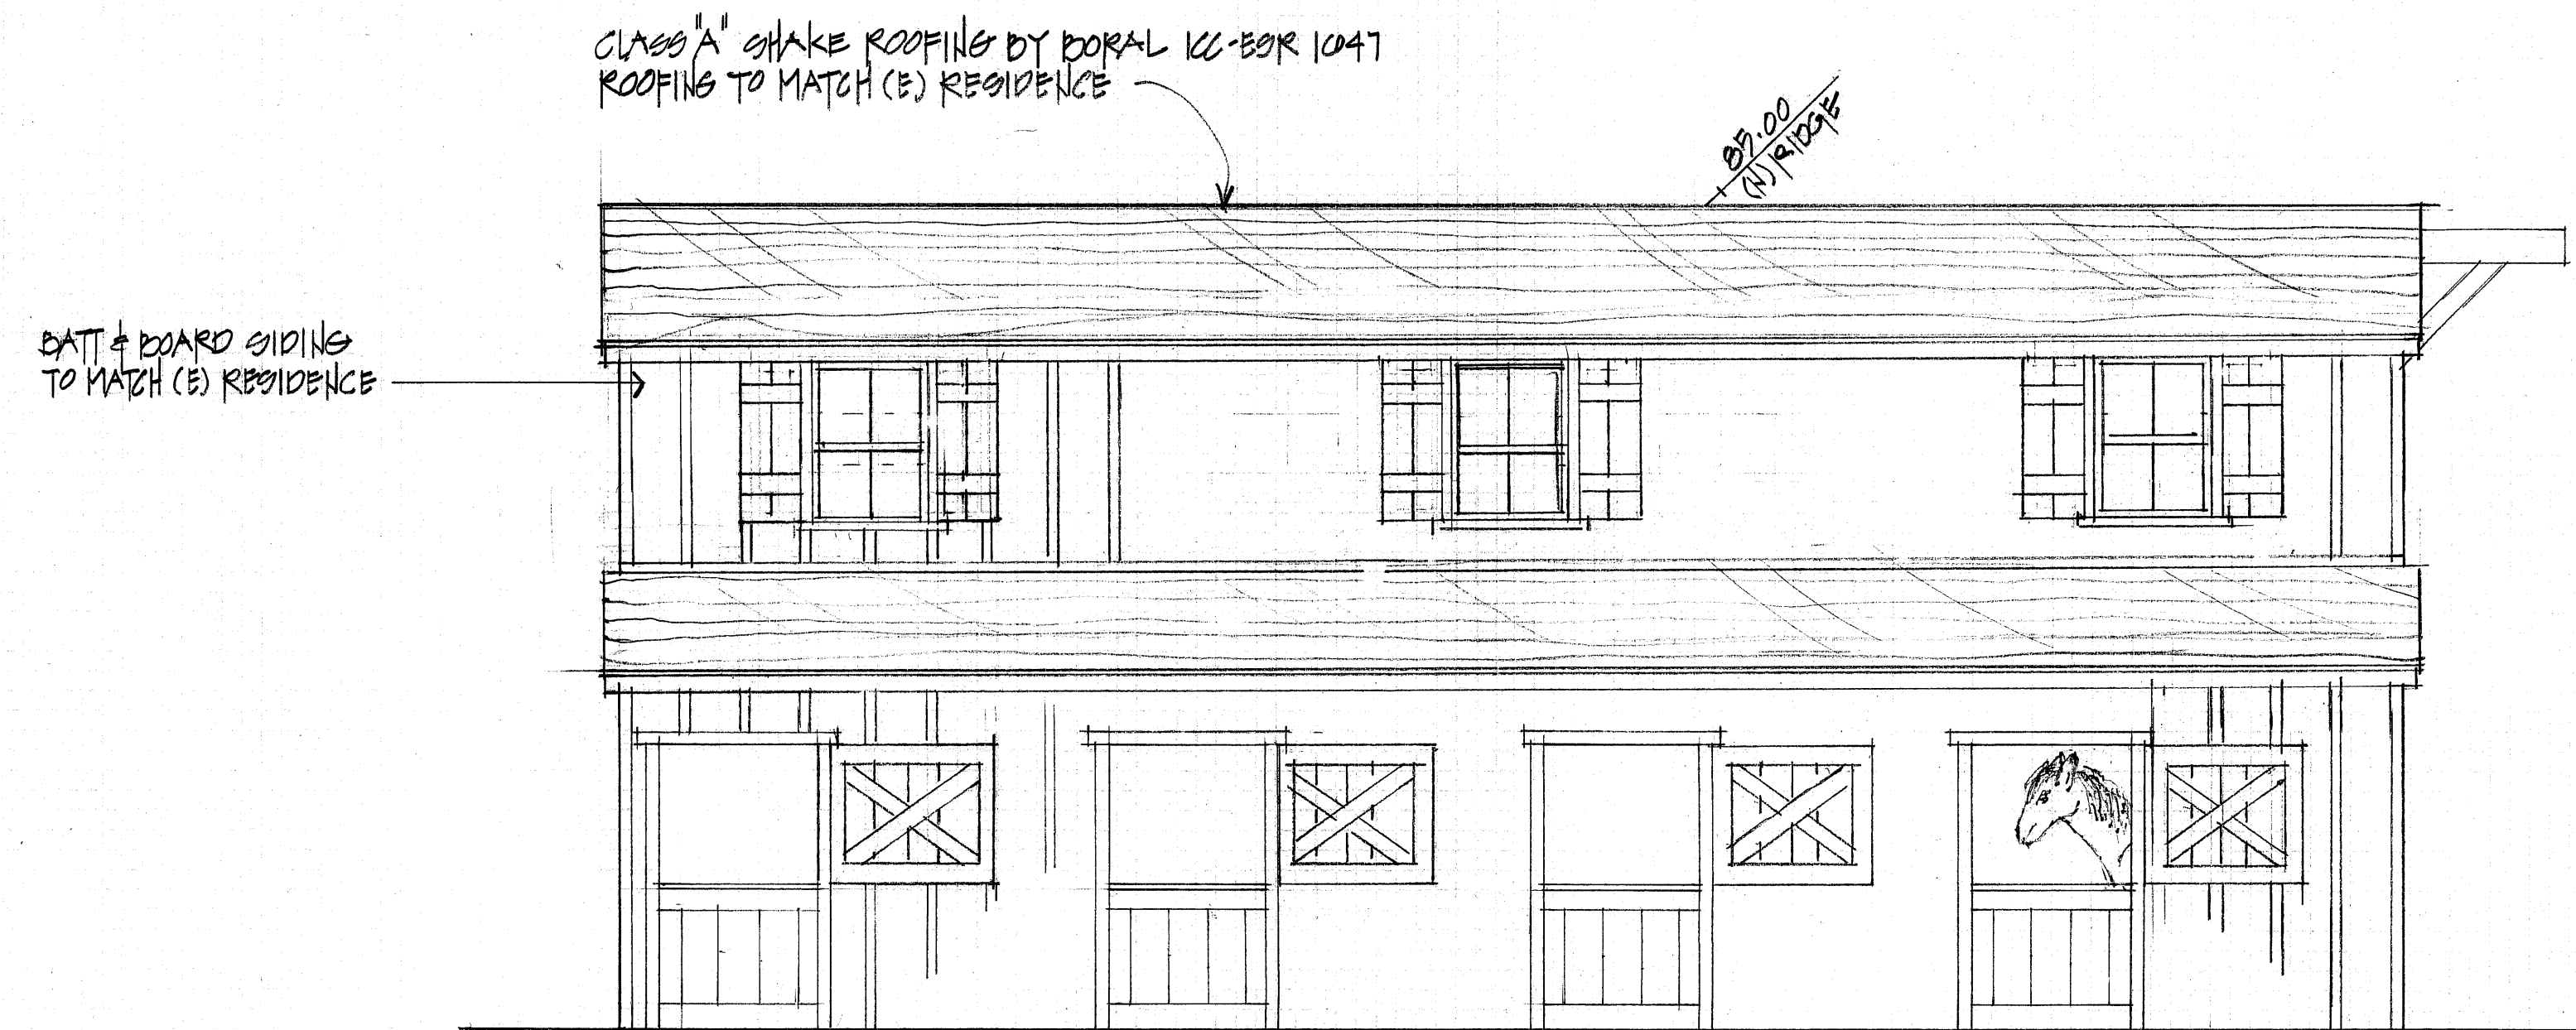 CLASS "A" SHAKE ROOFING BY BORAL ICC-ESR 1647
ROOFING TO MATCH (E) RESIDENCE
85.00
(N) RIDGE
BATT & BOARD SIDING
TO MATCH (E) RESIDENCE